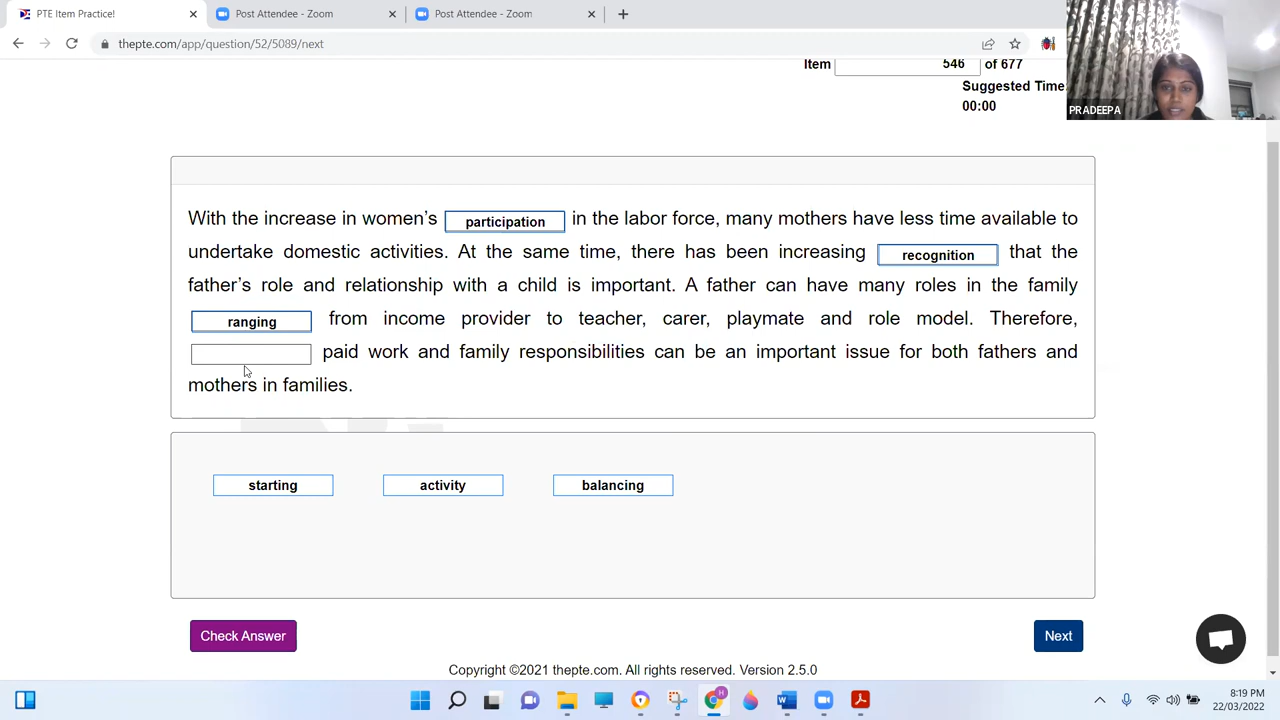 PTE Item Practice!
Post Attendee - Zoom
Post Attendee - Zoom
thepte.com/app/question/52/5089/next
Item 546 of 677
Suggested Time:
00:00
PRADEEPA
With the increase in women's participation in the labor force, many mothers have less time available to
undertake domestic activities. At the same time, there has been increasing recognition that the
father's role and relationship with a child is important. A father can have many roles in the family
ranging from income provider to teacher, carer, playmate and role model. Therefore,
paid work and family responsibilities can be an important issue for both fathers and
mothers in families.
starting activity balancing
Check Answer
Next
Copyright ©2021 thepte.com. All rights reserved. Version 2.5.0
8:19 PM
22/03/2022